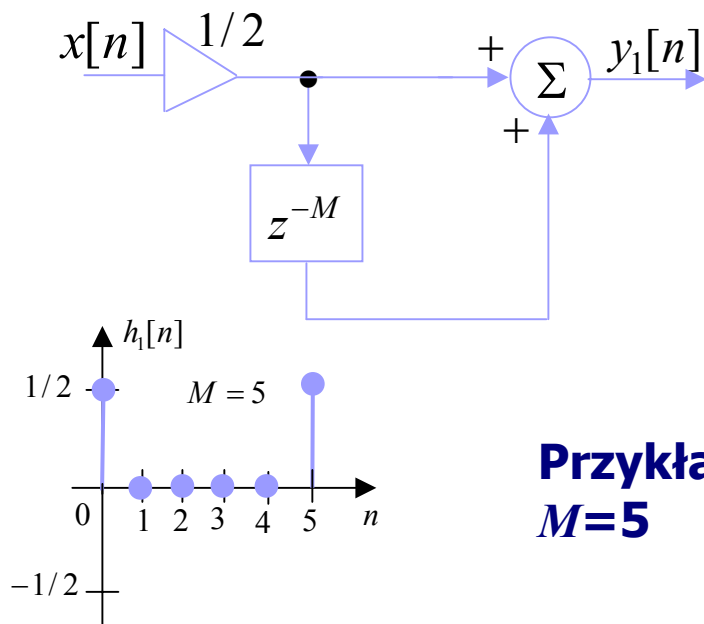 x[n] 1/2 + Σ y₁[n]
+
z⁻ᴹ
h₁[n]
1/2 M = 5
0 1 2 3 4 5 n
−1/2
Przykła
M=5